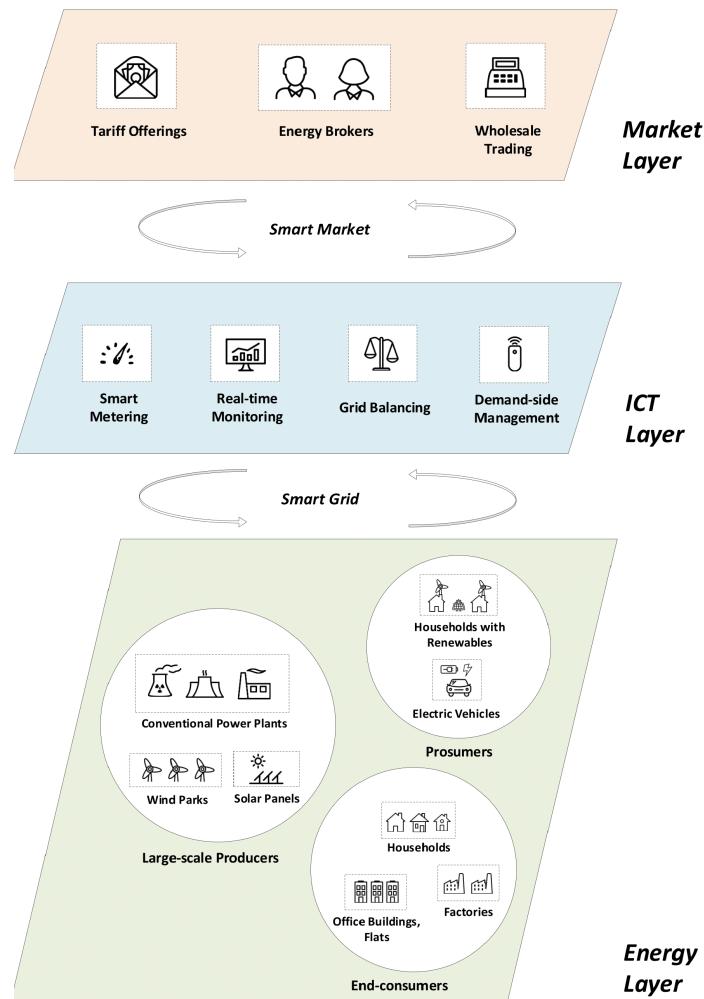 Tariff Offerings
Energy Brokers
Wholesale
Trading
Market
Layer
Smart Market
Smart
Metering
Real-time
Monitoring
Grid Balancing
Demand-side
Management
ICT
Layer
Smart Grid
Households with
Renewables
Electric Vehicles
Prosumers
Conventional Power Plants
Wind Parks
Solar Panels
Large-scale Producers
Households
Office Buildings,
Flats
Factories
End-consumers
Energy
Layer